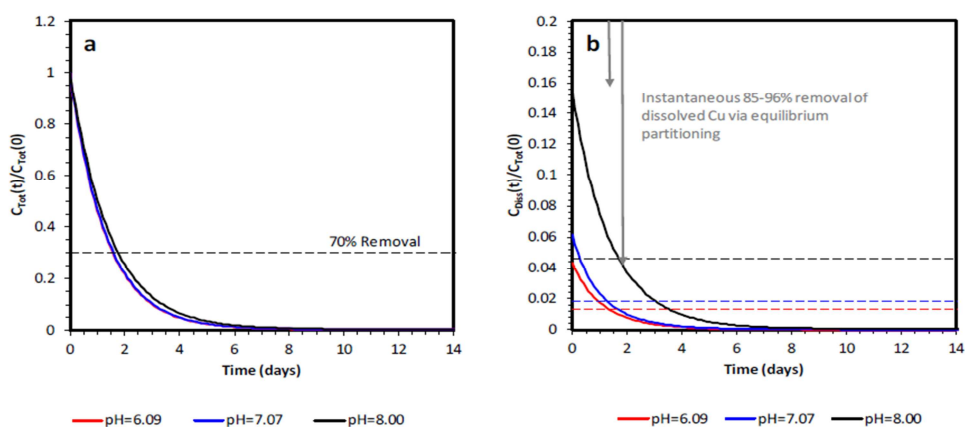 a
C_Tot(t)/C_Tot(0)
1.2
1
0.8
0.6
0.4
0.2
0
70% Removal
0 2 4 6 8 10 12 14
Time (days)
pH=6.09 pH=7.07 pH=8.00
b
C_Diss(t)/C_Tot(0)
0.2
0.18
0.16
0.14
0.12
0.1
0.08
0.06
0.04
0.02
0
Instantaneous 85-96% removal of
dissolved Cu via equilibrium
partitioning
0 2 4 6 8 10 12 14
Time (days)
pH=6.09 pH=7.07 pH=8.00